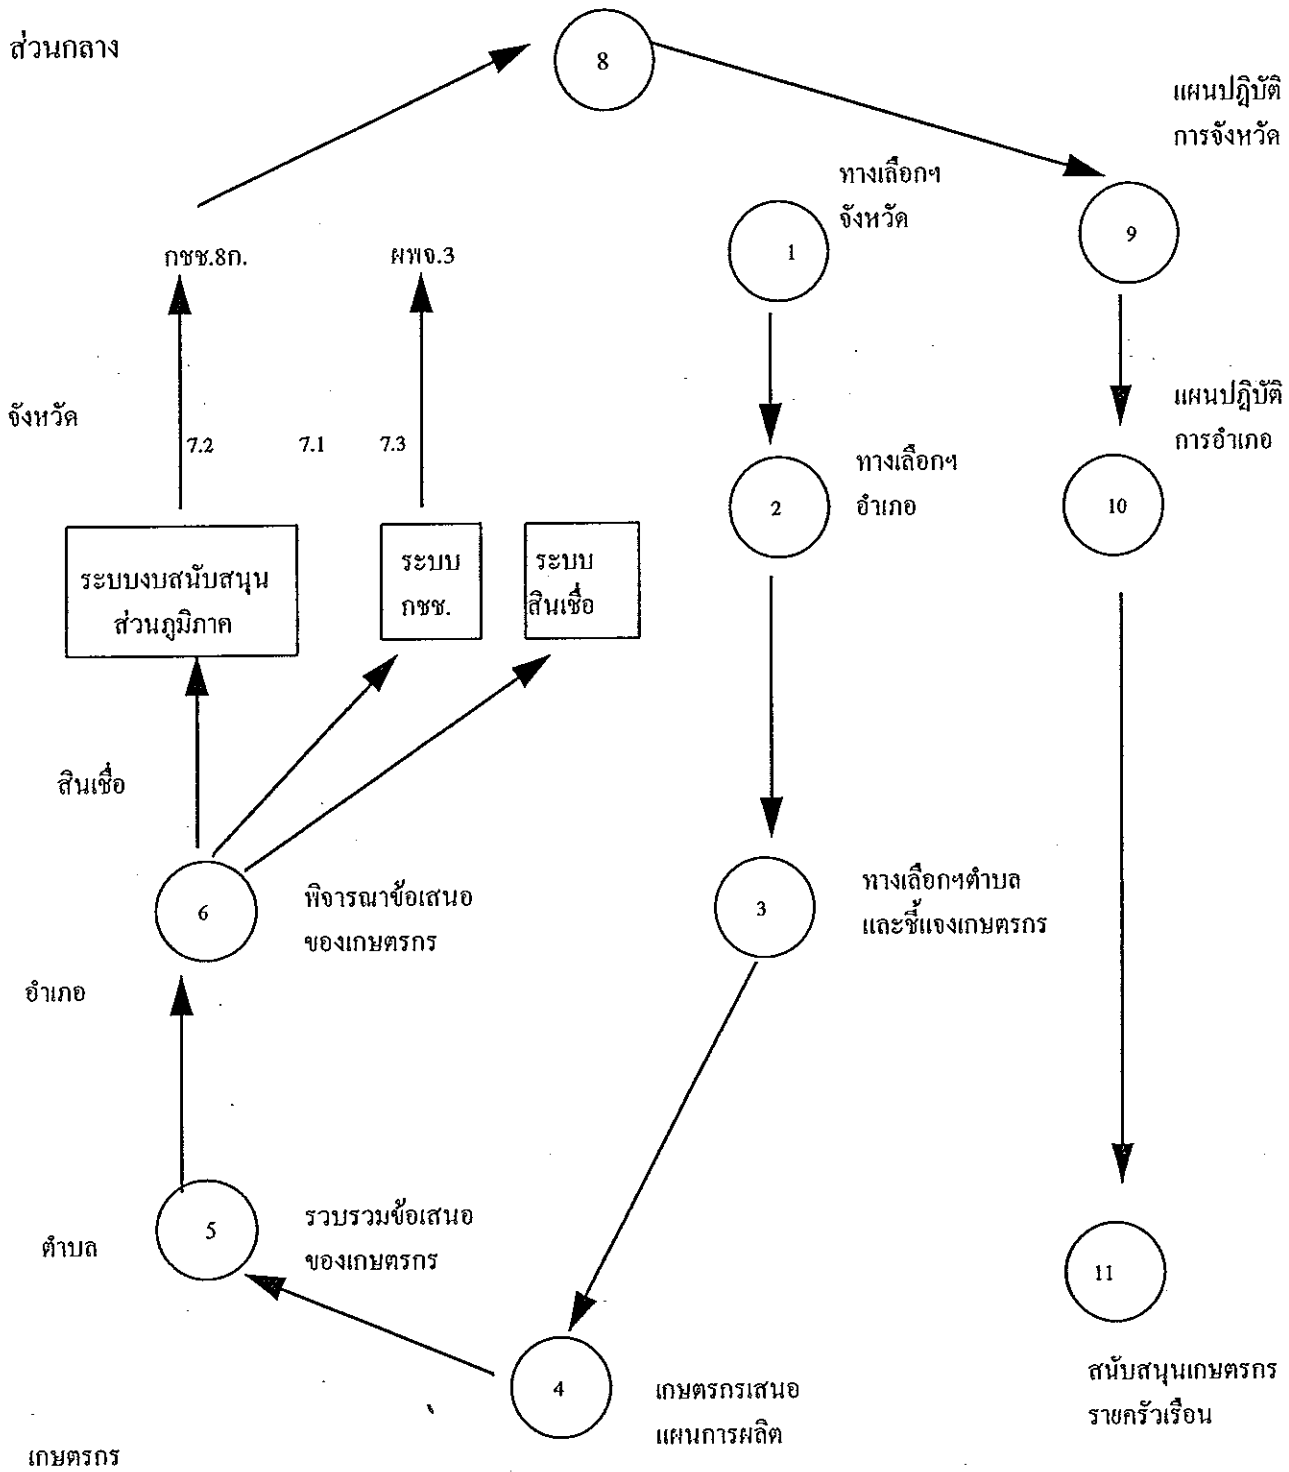 ส่วนกลาง
8
แผนปฎิบัติ
การจังหวัด
ทางเลือกฯ
จังหวัด
1
9
กชช.8ก.
ผพจ.3
จังหวัด
7.2
7.1
7.3
แผนปฎิบัติ
การอำเภอ
ทางเลือกฯ
อำเภอ
2
10
ระบบงบสนับสนุน
ส่วนภูมิภาค
ระบบ
กชช.
ระบบ
สินเชื่อ
สินเชื่อ
6
พิจารณาข้อเสนอ
ของเกษตรกร
3
ทางเลือกฯตำบล
และชี้แจงเกษตรกร
อำเภอ
5
รวบรวมข้อเสนอ
ของเกษตรกร
ตำบล
11
4
เกษตรกรเสนอ
แผนการผลิต
สนับสนุนเกษตรกร
รายครัวเรือน
เกษตรกร